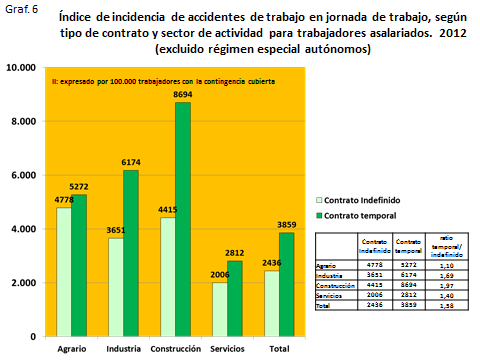 Graf. 6
Índice de incidencia de accidentes de trabajo en jornada de trabajo, según
tipo de contrato y sector de actividad para trabajadores asalariados. 2012
(excluido régimen especial autónomos)
10.000
II: expresado por 100.000 trabajadores con la contingencia cubierta
8694
8.000
6174
6.000
5272
4778
4415
3651
3859
4.000
2812
2006
2436
2.000
0
Agrario Industria Construcción Servicios Total
Contrato Indefinido
Contrato temporal
Contrato Indefinido Contrato temporal ratio temporal/ indefinido
Agrario 4778 5272 1,10
Industria 3651 6174 1,69
Construcción 4415 8694 1,97
Servicios 2006 2812 1,40
Total 2436 3859 1,58